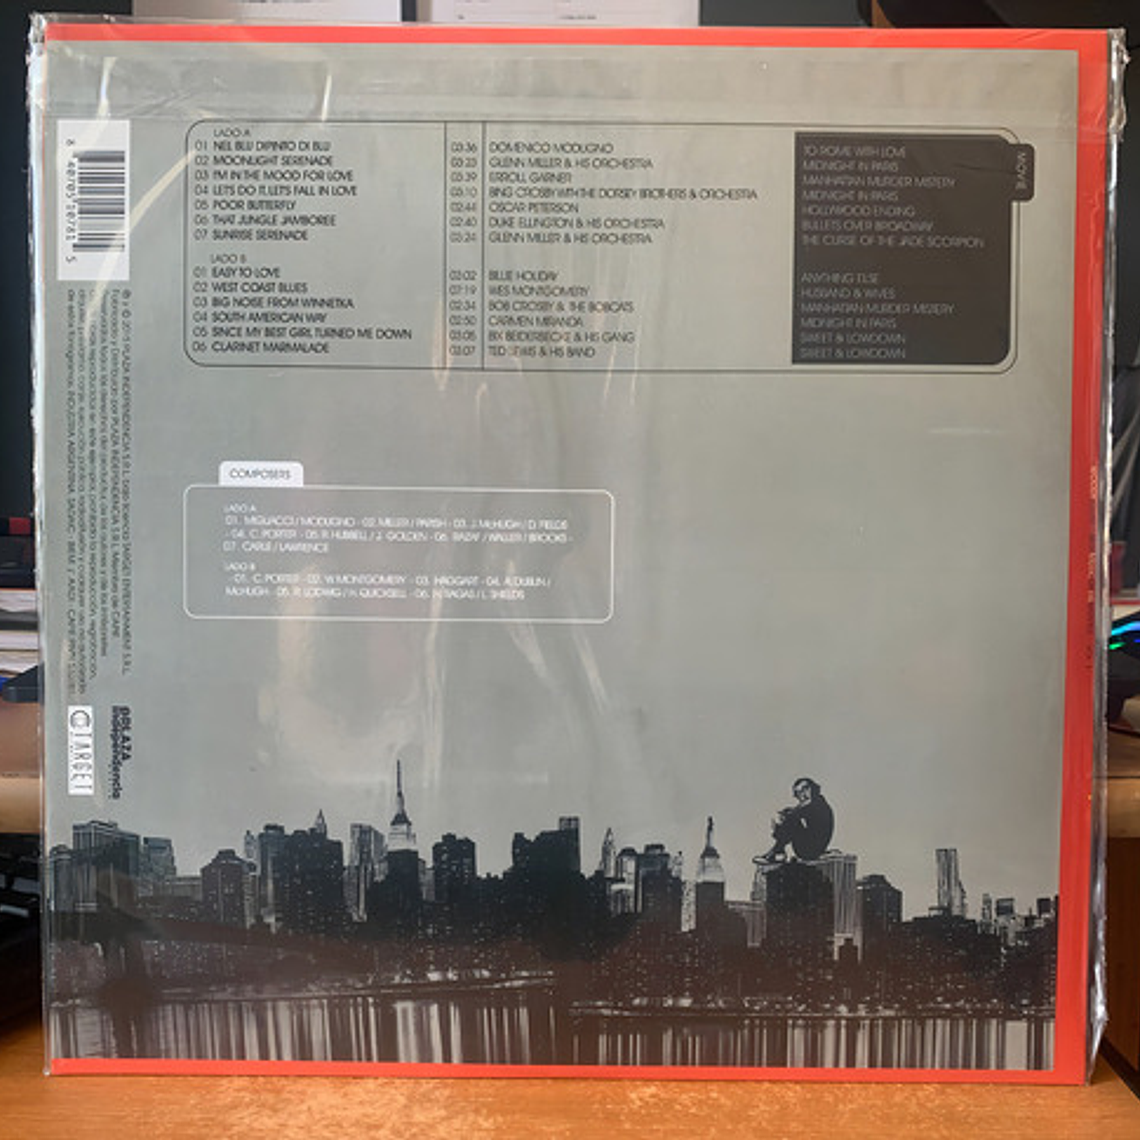 LADO A
01 NEL BLU DIPINTO DI BLU 03:36 DOMENICO MODUGNO TO ROME WITH LOVE
02 MOONLIGHT SERENADE 03:23 GLENN MILLER & HIS ORCHESTRA MIDNIGHT IN PARIS
03 I'M IN THE MOOD FOR LOVE 03:39 ERROLL GARNER MANHATTAN MURDER MISTERY
04 LET'S DO IT, LET'S FALL IN LOVE 03:10 BING CROSBY WITH THE DORSEY BROTHERS & ORCHESTRA MIDNIGHT IN PARIS
05 POOR BUTTERFLY 02:44 OSCAR PETERSON HOLLYWOOD ENDING
06 THAT JUNGLE JAMBOREE 02:40 DUKE ELLINGTON & HIS ORCHESTRA BULLETS OVER BROADWAY
07 SUNRISE SERENADE 03:24 GLENN MILLER & HIS ORCHESTRA THE CURSE OF THE JADE SCORPION
MOVIE
LADO B
01 EASY TO LOVE 03:02 BILLIE HOLIDAY ANYTHING ELSE
02 WEST COAST BLUES 07:19 WES MONTGOMERY HUSBAND & WIVES
03 BIG NOISE FROM WINNETKA 02:34 BOB CROSBY & THE BOBCATS MANHATTAN MURDER MISTERY
04 SOUTH AMERICAN WAY 02:50 CARMEN MIRANDA MIDNIGHT IN PARIS
05 SINCE MY BEST GIRL TURNED ME DOWN 03:05 BIX BEIDERBECKE & HIS GANG SWEET & LOWDOWN
06 CLARINET MARMALADE 03:07 TED LEWIS & HIS BAND SWEET & LOWDOWN
COMPOSERS
LADO A
01. MIGLIACCI / MODUGNO - 02. MILLER / PARISH - 03. J. McHUGH / D. FIELDS
- 04. C. PORTER - 05. R. HUBBELL / J. GOLDEN - 06. RAZAF / WALLER / BROOKS -
07. CARLE / LAWRENCE
LADO B
- 01. C. PORTER - 02. W. MONTGOMERY - 03. HAGGART - 04. A. DUBLIN /
McHUGH - 05. R. LODWIG / H. QUICKSELL - 06. N. RAGAS / L. SHIELDS
PLAZA
independencia
TARGET